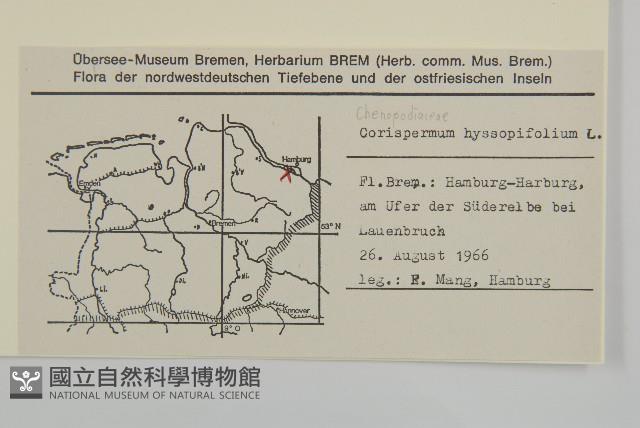 Übersee-Museum Bremen, Herbarium BREM (Herb. comm. Mus. Brem.)
Flora der nordwestdeutschen Tiefebene und der ostfriesischen Inseln
Chenopodiaceae
Corispermum hyssopifolium L.
Fl.Brem.: Hamburg-Harburg,
am Ufer der Süderelbe bei
Lauenbruch
26. August 1966
leg.: F. Mang, Hamburg
Hamburg
Emden
Bremen
53° N
Hannover
9° O
國立自然科學博物館
NATIONAL MUSEUM OF NATURAL SCIENCE